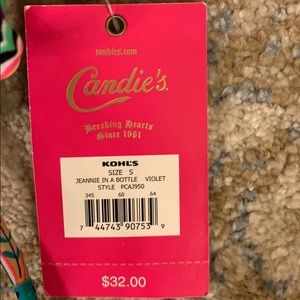 candies.com
Candie's.
Breaking Hearts
Since 1981
KOHL'S
SIZE S
JEANNIE IN A BOTTLE VIOLET
STYLE PCAJ950
345 60 64
7 44743 90753 9
$32.00